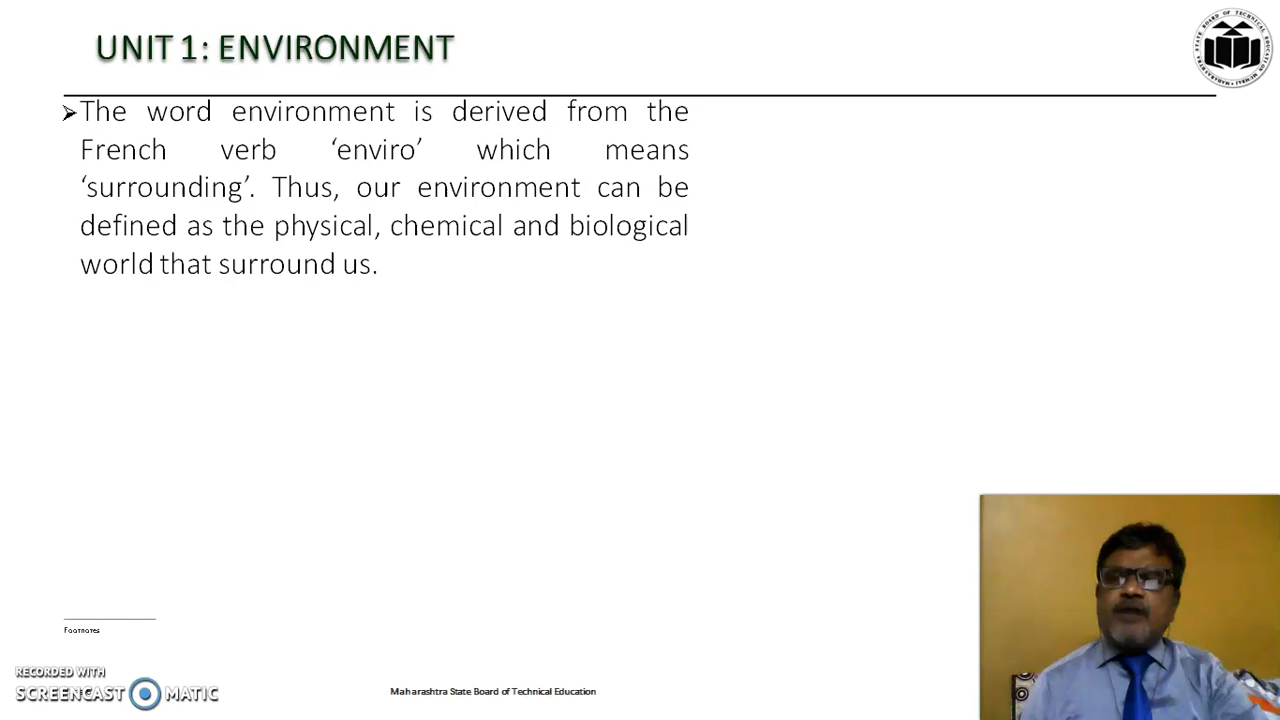 UNIT 1: ENVIRONMENT
➢The word environment is derived from the
French verb ‘enviro’ which means
‘surrounding’. Thus, our environment can be
defined as the physical, chemical and biological
world that surround us.
Footnotes
RECORDED WITH
SCREENCAST MATIC
Maharashtra State Board of Technical Education